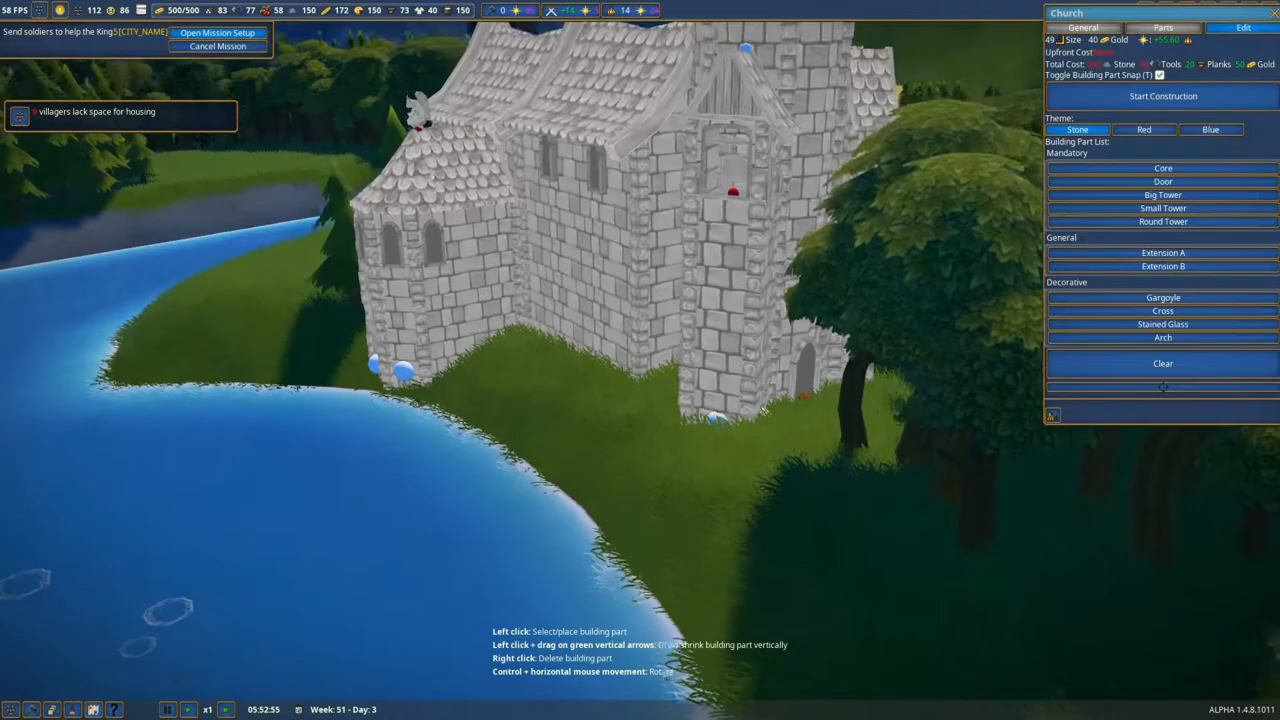 58 FPS 112 86 500/500 83 77 58 150 172 150 73 40 150 0 +14 14
Send soldiers to help the King5[CITY_NAME]
Open Mission Setup
Cancel Mission
9 villagers lack space for housing
Church
General Parts Edit
49 Size 40 Gold : +55.60
Upfront Cost
Total Cost: Stone Tools 20 Planks 50 Gold
Toggle Building Part Snap (T)
Start Construction
Theme:
Stone Red Blue
Building Part List:
Mandatory
Core
Door
Big Tower
Small Tower
Round Tower
General
Extension A
Extension B
Decorative
Gargoyle
Cross
Stained Glass
Arch
Clear
Left click: Select/place building part
Left click + drag on green vertical arrows: shrink building part vertically
Right click: Delete building part
Control + horizontal mouse movement: Rotate
x1 05:52:55 Week: 51 - Day: 3 ALPHA 1.4.8.1011